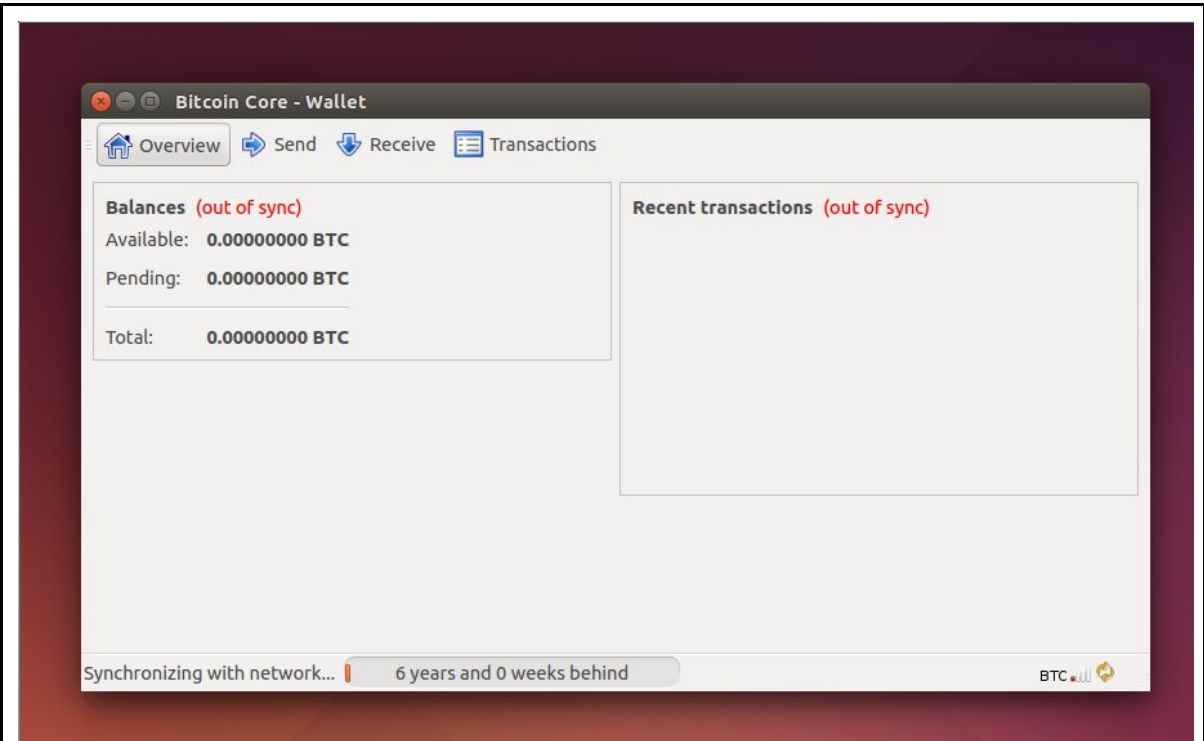 Bitcoin Core - Wallet
Overview Send Receive Transactions
Balances (out of sync)
Available: 0.00000000 BTC
Pending: 0.00000000 BTC
Total: 0.00000000 BTC
Recent transactions (out of sync)
Synchronizing with network... 6 years and 0 weeks behind BTC